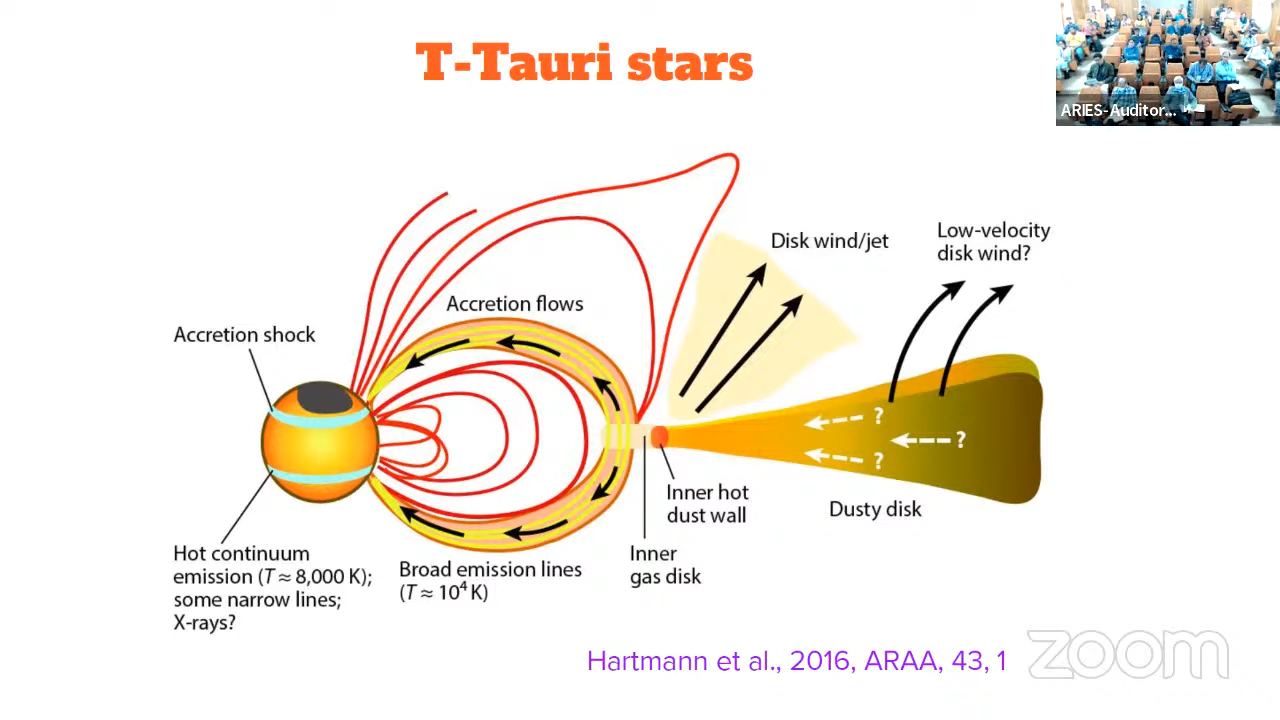 T-Tauri stars
ARIES-Auditor...
Disk wind/jet
Low-velocity
disk wind?
Accretion flows
Accretion shock
?
?
?
Inner hot
dust wall
Dusty disk
Hot continuum
emission (T ≈ 8,000 K);
some narrow lines;
X-rays?
Broad emission lines
(T ≈ 10⁴ K)
Inner
gas disk
Hartmann et al., 2016, ARAA, 43, 1
zoom